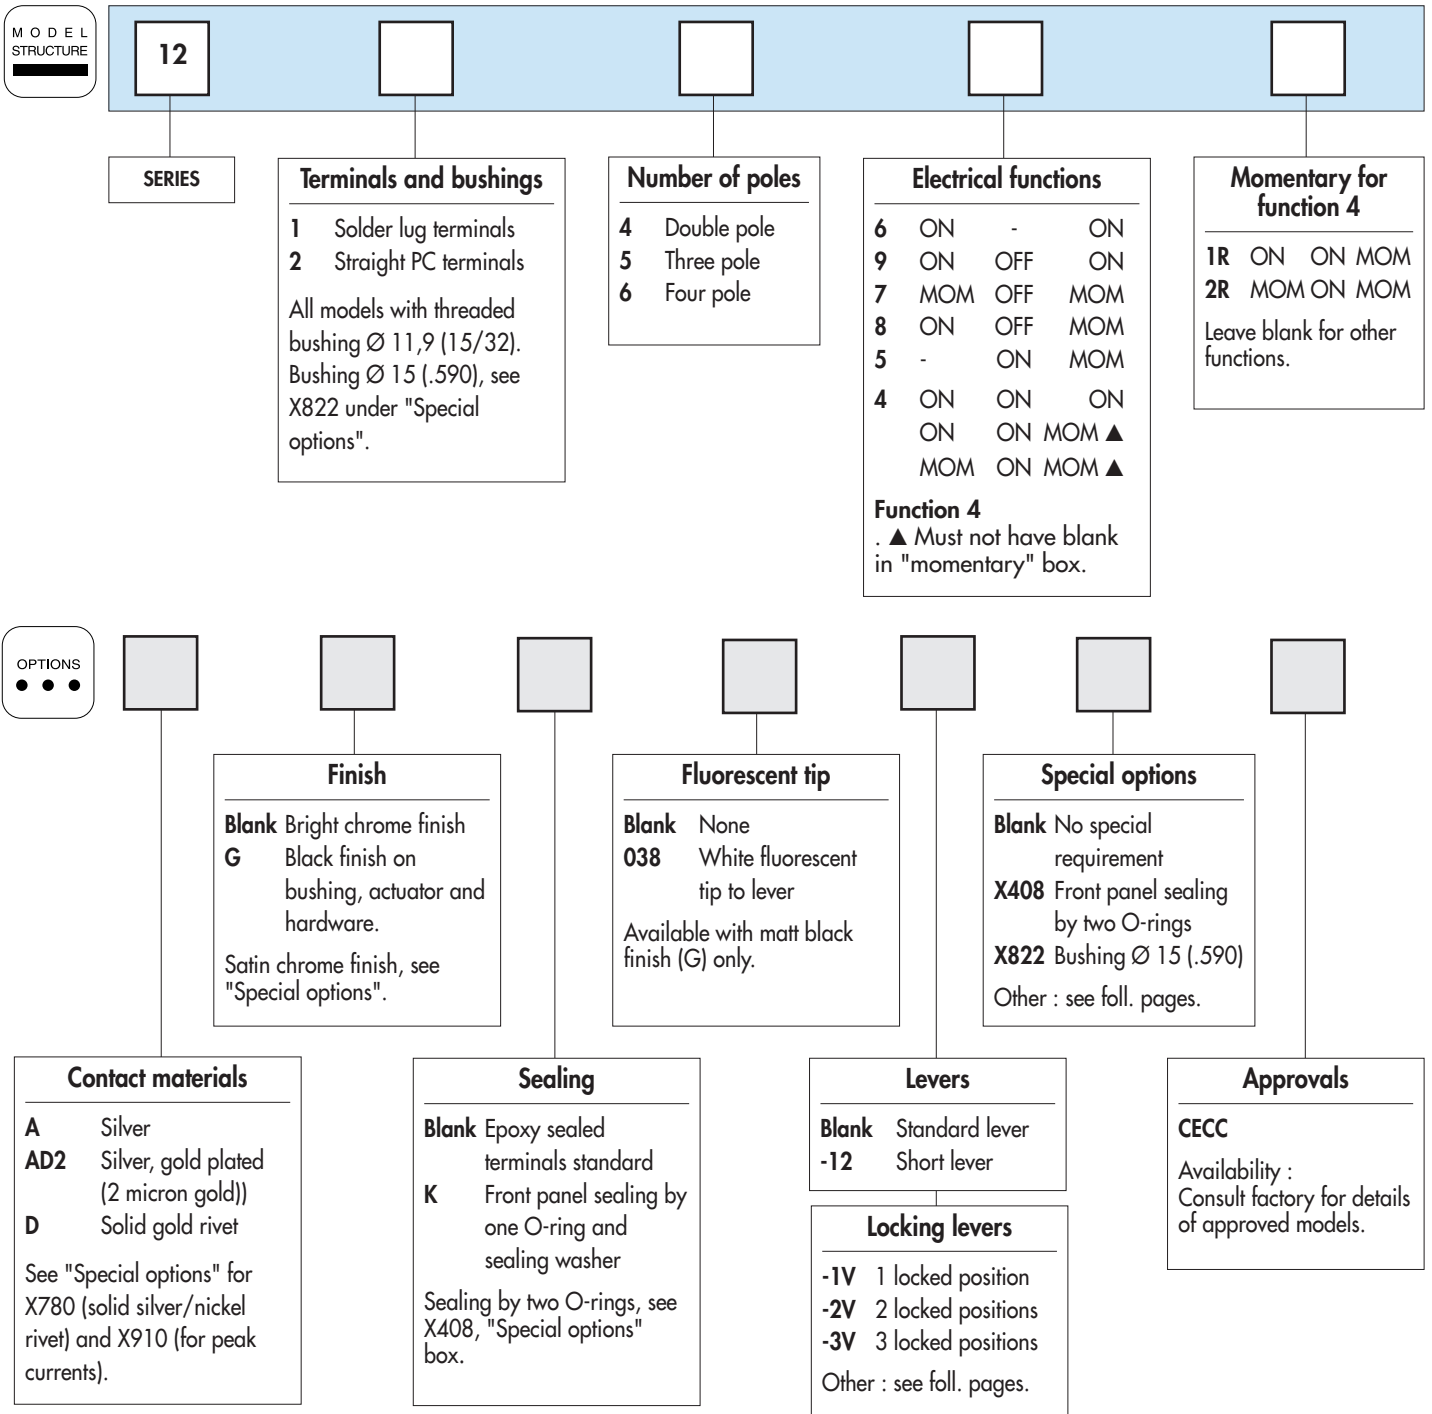 MODEL
STRUCTURE
12
SERIES
Terminals and bushings
1 Solder lug terminals
2 Straight PC terminals
All models with threaded
bushing Ø 11,9 (15/32).
Bushing Ø 15 (.590), see
X822 under "Special
options".
Number of poles
4 Double pole
5 Three pole
6 Four pole
Electrical functions
6 ON - ON
9 ON OFF ON
7 MOM OFF MOM
8 ON OFF MOM
5 - ON MOM
4 ON ON ON
ON ON MOM ▲
MOM ON MOM ▲
Function 4
. ▲ Must not have blank
in "momentary" box.
Momentary for
function 4
1R ON ON MOM
2R MOM ON MOM
Leave blank for other
functions.
OPTIONS
Finish
Blank Bright chrome finish
G Black finish on
bushing, actuator and
hardware.
Satin chrome finish, see
"Special options".
Fluorescent tip
Blank None
038 White fluorescent
tip to lever
Available with matt black
finish (G) only.
Special options
Blank No special
requirement
X408 Front panel sealing
by two O-rings
X822 Bushing Ø 15 (.590)
Other : see foll. pages.
Contact materials
A Silver
AD2 Silver, gold plated
(2 micron gold))
D Solid gold rivet
See "Special options" for
X780 (solid silver/nickel
rivet) and X910 (for peak
currents).
Sealing
Blank Epoxy sealed
terminals standard
K Front panel sealing by
one O-ring and
sealing washer
Sealing by two O-rings, see
X408, "Special options"
box.
Levers
Blank Standard lever
-12 Short lever
Locking levers
-1V 1 locked position
-2V 2 locked positions
-3V 3 locked positions
Other : see foll. pages.
Approvals
CECC
Availability :
Consult factory for details
of approved models.